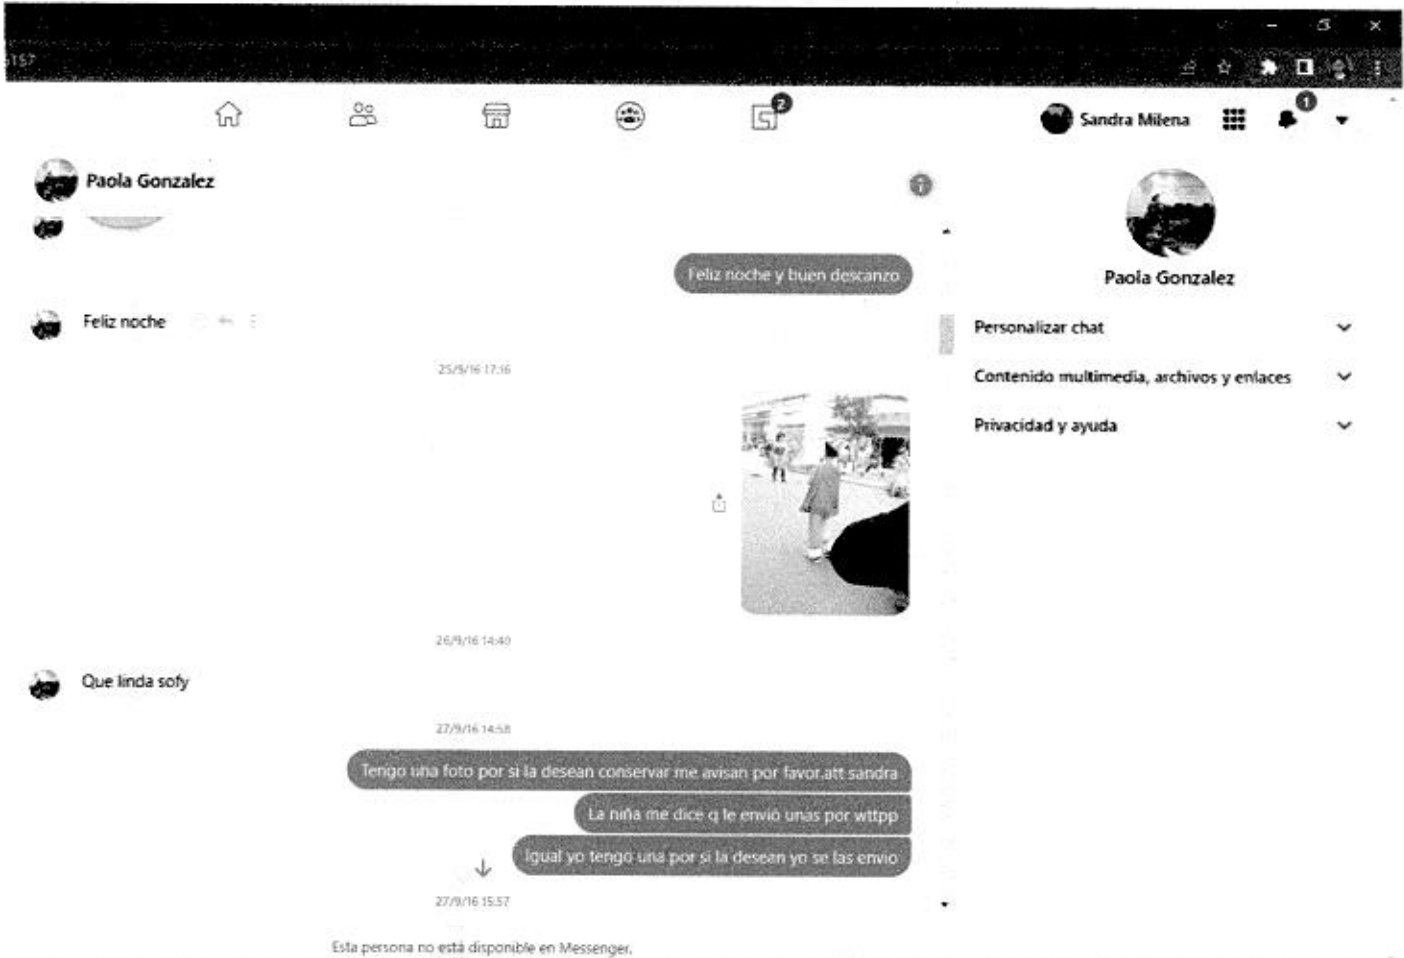 5157
2
Sandra Milena
1
Paola Gonzalez
Feliz noche y buen descanzo
Paola Gonzalez
Feliz noche
Personalizar chat
25/9/16 17:16
Contenido multimedia, archivos y enlaces
Privacidad y ayuda
26/9/16 14:40
Que linda sofy
27/9/16 14:58
Tengo una foto por si la desean conservar me avisan por favor.att sandra
La niña me dice q le envió unas por wttpp
Igual yo tengo una por si la desean yo se las envio
27/9/16 15:57
Esta persona no está disponible en Messenger.